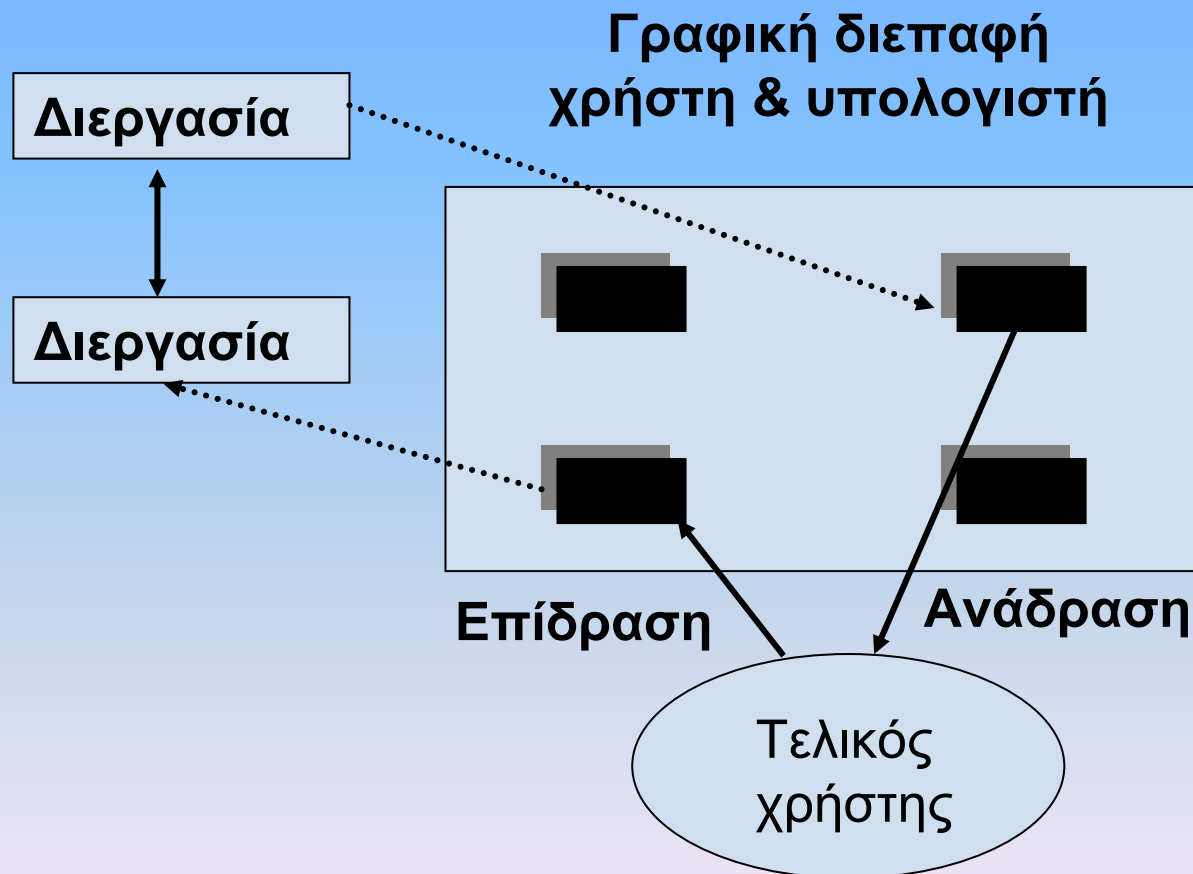 Γραφική διεπαφή
χρήστη & υπολογιστή
Διεργασία
Διεργασία
Επίδραση
Ανάδραση
Τελικός
χρήστης